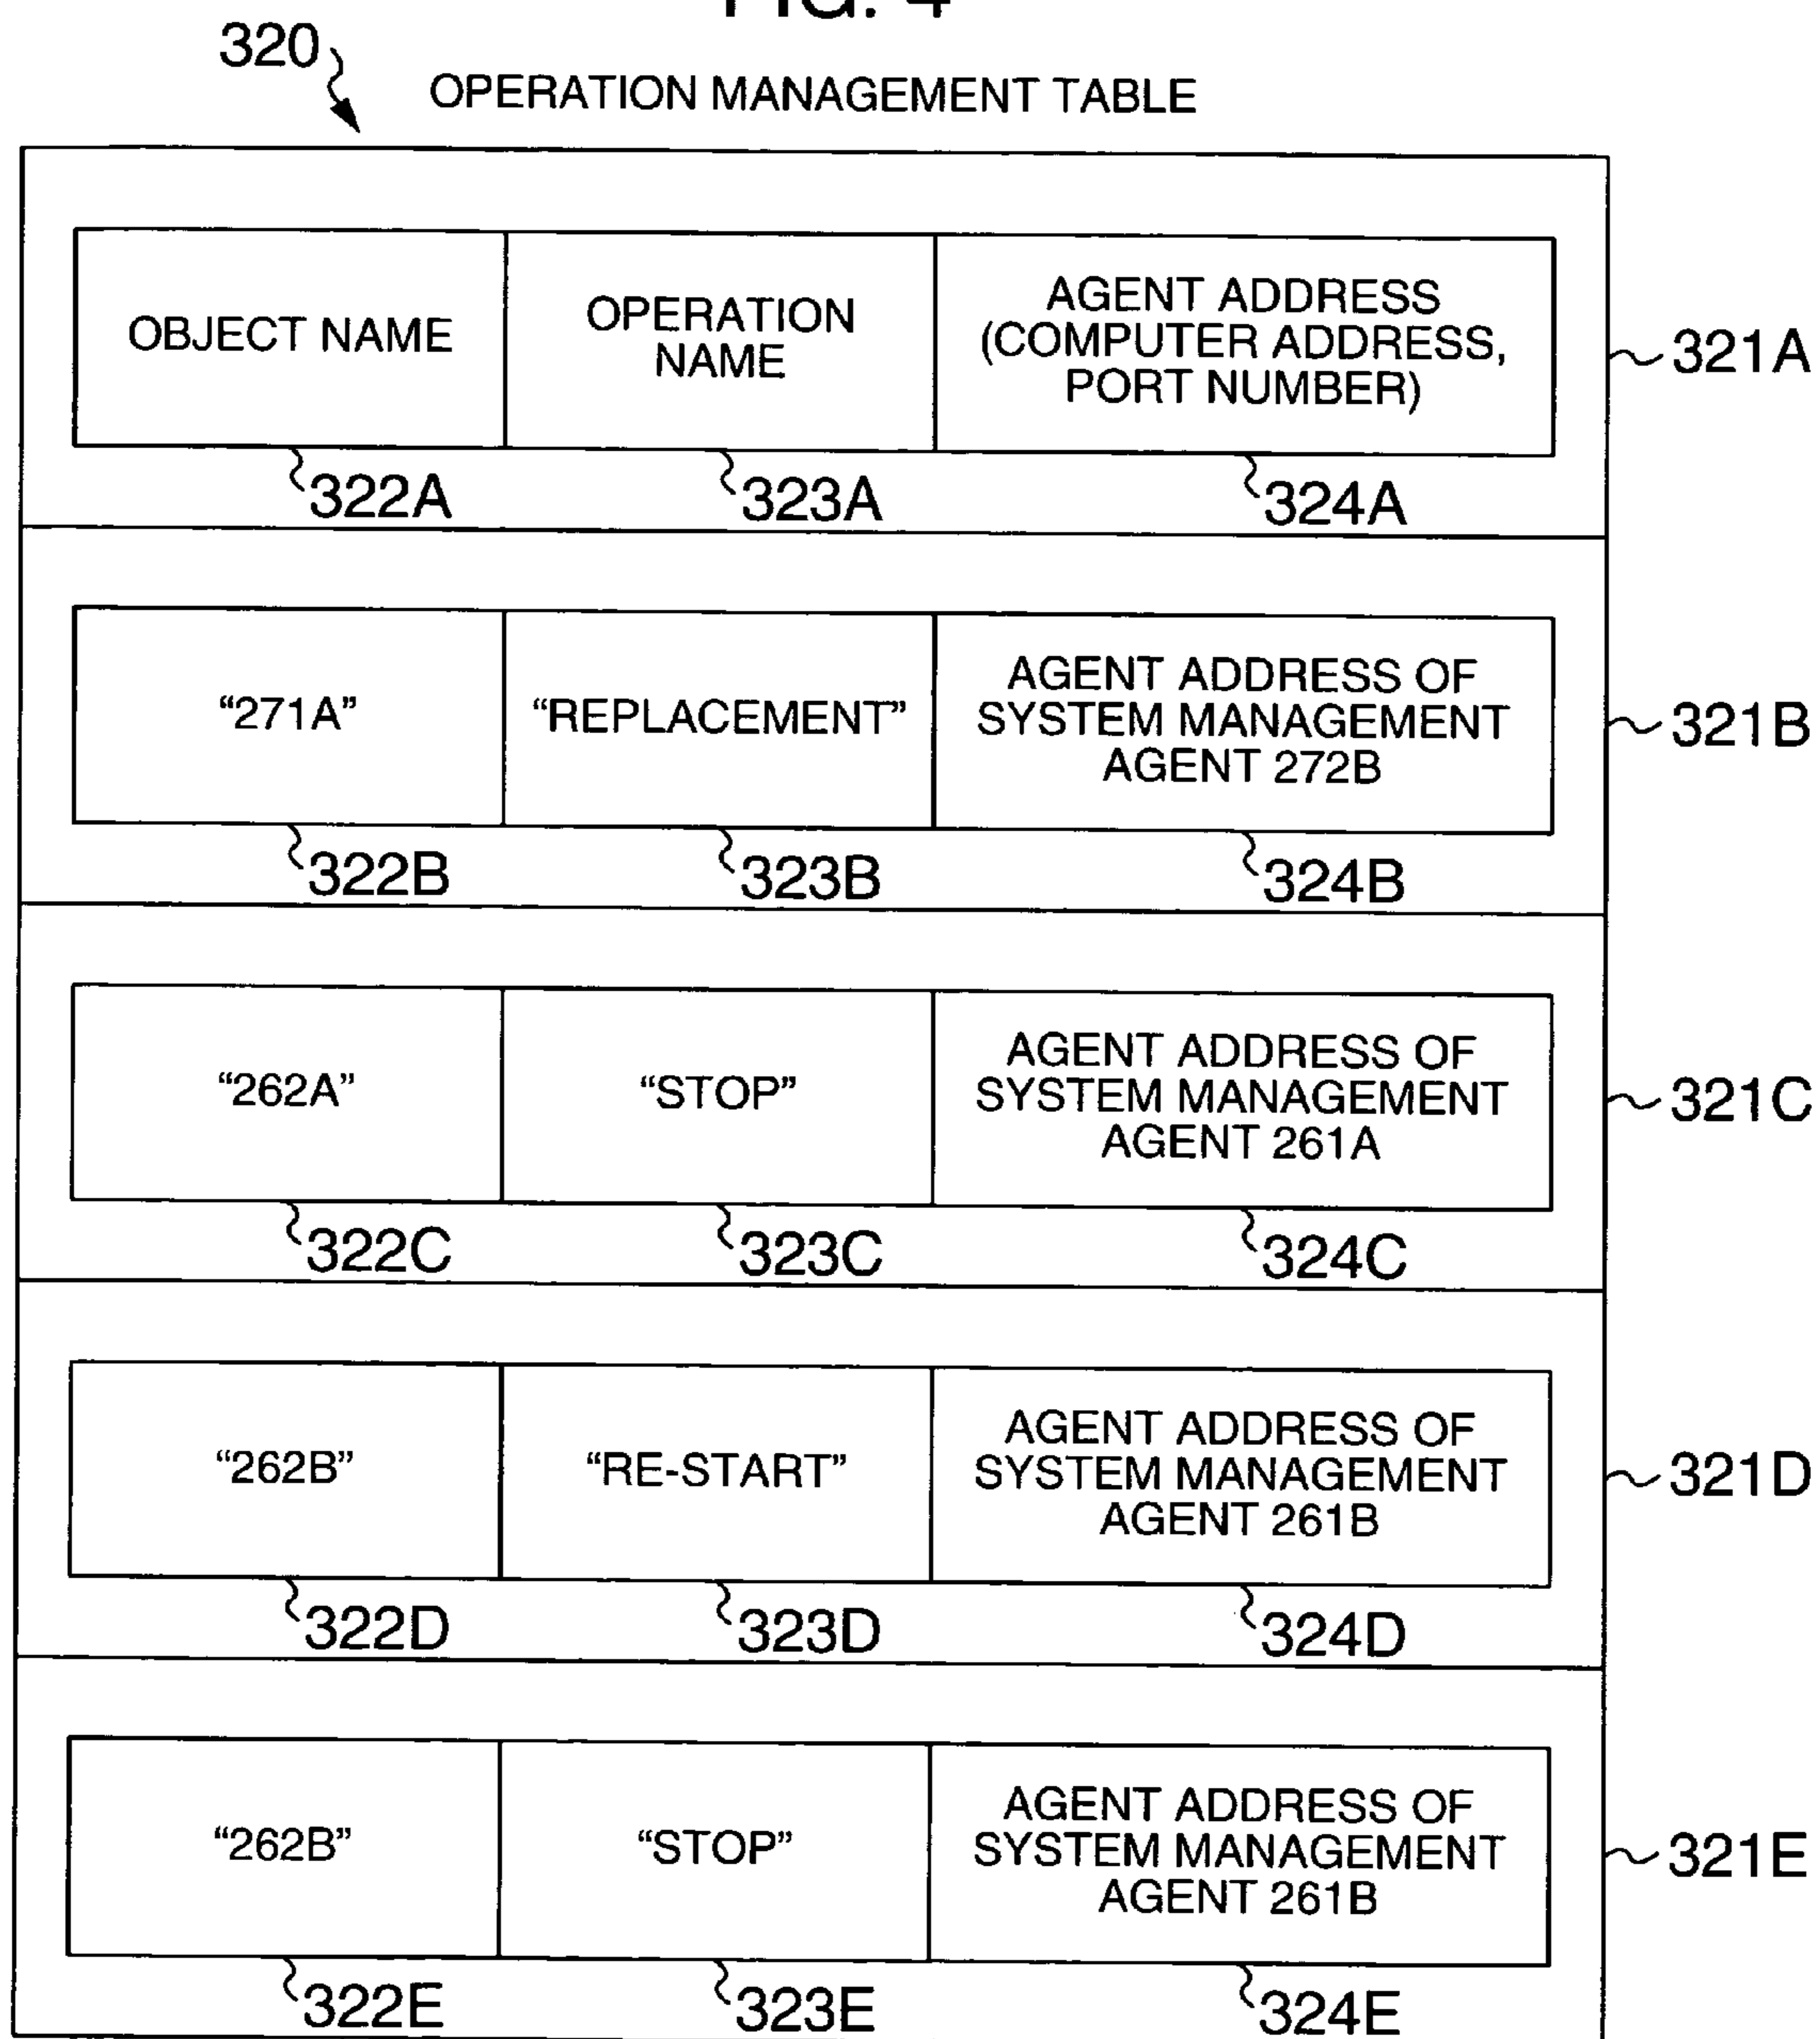 FIG. 4
320
OPERATION MANAGEMENT TABLE
OBJECT NAME
OPERATION
NAME
AGENT ADDRESS
(COMPUTER ADDRESS,
PORT NUMBER)
321A
322A
323A
324A
“271A”
“REPLACEMENT”
AGENT ADDRESS OF
SYSTEM MANAGEMENT
AGENT 272B
321B
322B
323B
324B
“262A”
“STOP”
AGENT ADDRESS OF
SYSTEM MANAGEMENT
AGENT 261A
321C
322C
323C
324C
“262B”
“RE-START”
AGENT ADDRESS OF
SYSTEM MANAGEMENT
AGENT 261B
321D
322D
323D
324D
“262B”
“STOP”
AGENT ADDRESS OF
SYSTEM MANAGEMENT
AGENT 261B
321E
322E
323E
324E